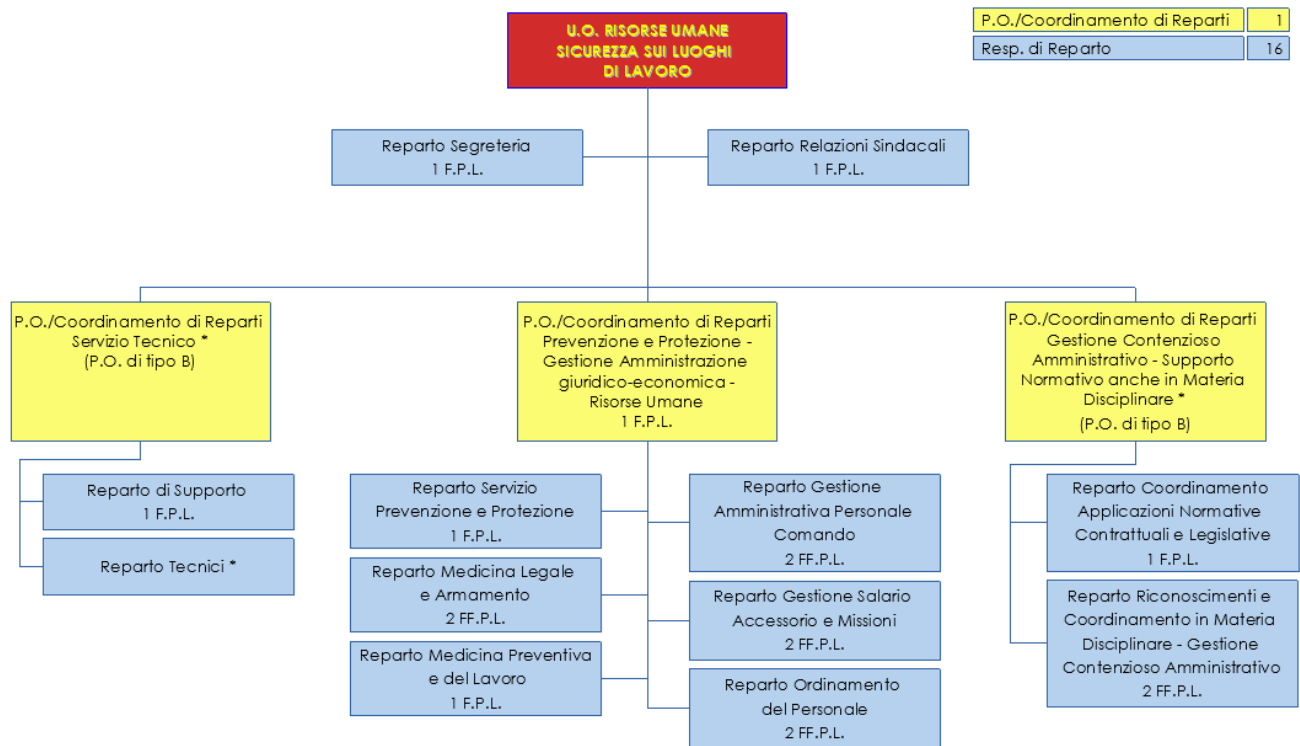 U.O. RISORSE UMANE
SICUREZZA SUI LUOGHI
DI LAVORO
P.O./Coordinamento di Reparti 1
Resp. di Reparto 16
Reparto Segreteria
1 F.P.L.
Reparto Relazioni Sindacali
1 F.P.L.
P.O./Coordinamento di Reparti
Servizio Tecnico *
(P.O. di tipo B)
P.O./Coordinamento di Reparti
Prevenzione e Protezione -
Gestione Amministrazione
giuridico-economica -
Risorse Umane
1 F.P.L.
P.O./Coordinamento di Reparti
Gestione Contenzioso
Amministrativo - Supporto
Normativo anche in Materia
Disciplinare *
(P.O. di tipo B)
Reparto di Supporto
1 F.P.L.
Reparto Tecnici *
Reparto Servizio
Prevenzione e Protezione
1 F.P.L.
Reparto Medicina Legale
e Armamento
2 FF.P.L.
Reparto Medicina Preventiva
e del Lavoro
1 F.P.L.
Reparto Gestione
Amministrativa Personale
Comando
2 FF.P.L.
Reparto Gestione Salario
Accessorio e Missioni
2 FF.P.L.
Reparto Ordinamento
del Personale
2 FF.P.L.
Reparto Coordinamento
Applicazioni Normative
Contrattuali e Legislative
1 F.P.L.
Reparto Riconoscimenti e
Coordinamento in Materia
Disciplinare - Gestione
Contenzioso Amministrativo
2 FF.P.L.